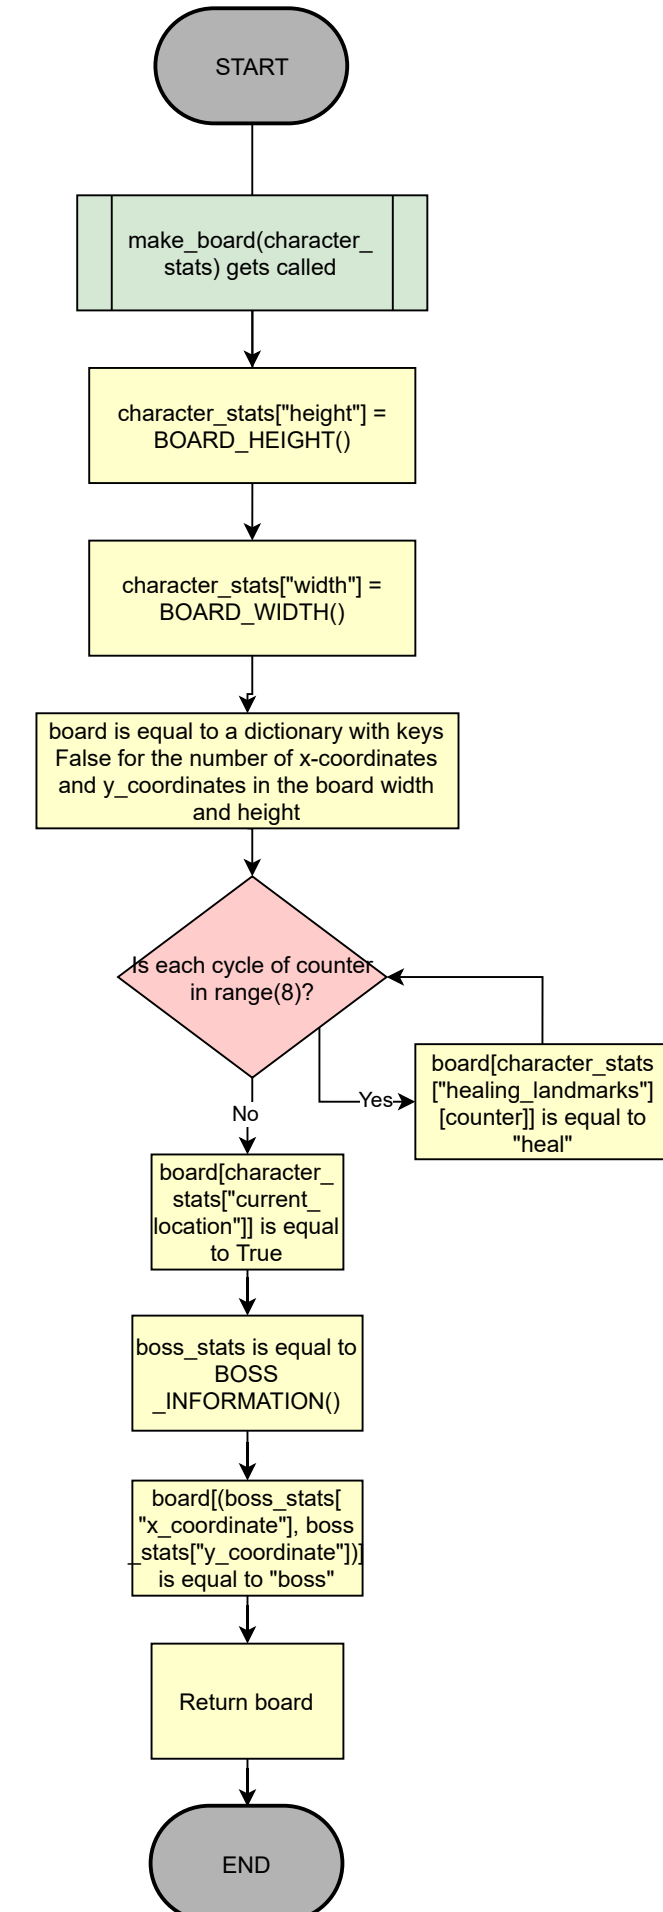 START
make_board(character_
stats) gets called
character_stats["height"] =
BOARD_HEIGHT()
character_stats["width"] =
BOARD_WIDTH()
board is equal to a dictionary with keys
False for the number of x-coordinates
and y_coordinates in the board width
and height
Is each cycle of counter
in range(8)?
Yes
board[character_stats
["healing_landmarks"]
[counter]] is equal to
"heal"
No
board[character_
stats["current_
location"]] is equal
to True
boss_stats is equal to
BOSS
_INFORMATION()
board[(boss_stats[
"x_coordinate"], boss
_stats["y_coordinate"])]
is equal to "boss"
Return board
END